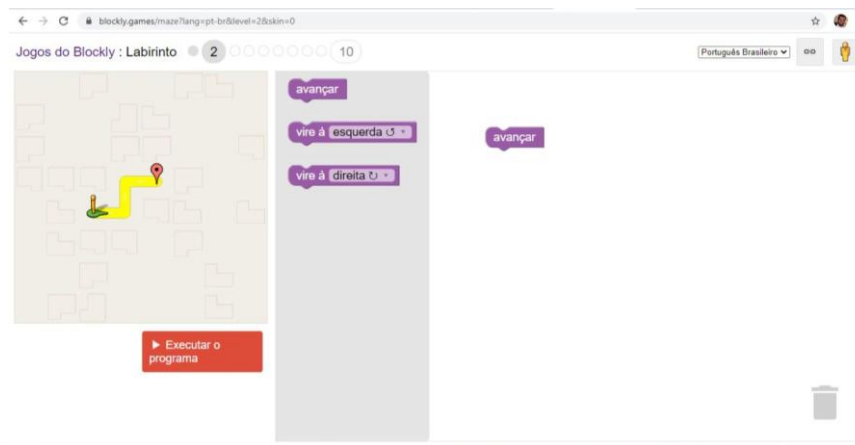 blockly.games/maze?lang=pt-br&level=2&skin=0
Jogos do Blockly : Labirinto 2 10
Português Brasileiro
avançar
vire à esquerda ↺
vire à direita ↻
avançar
Executar o
programa